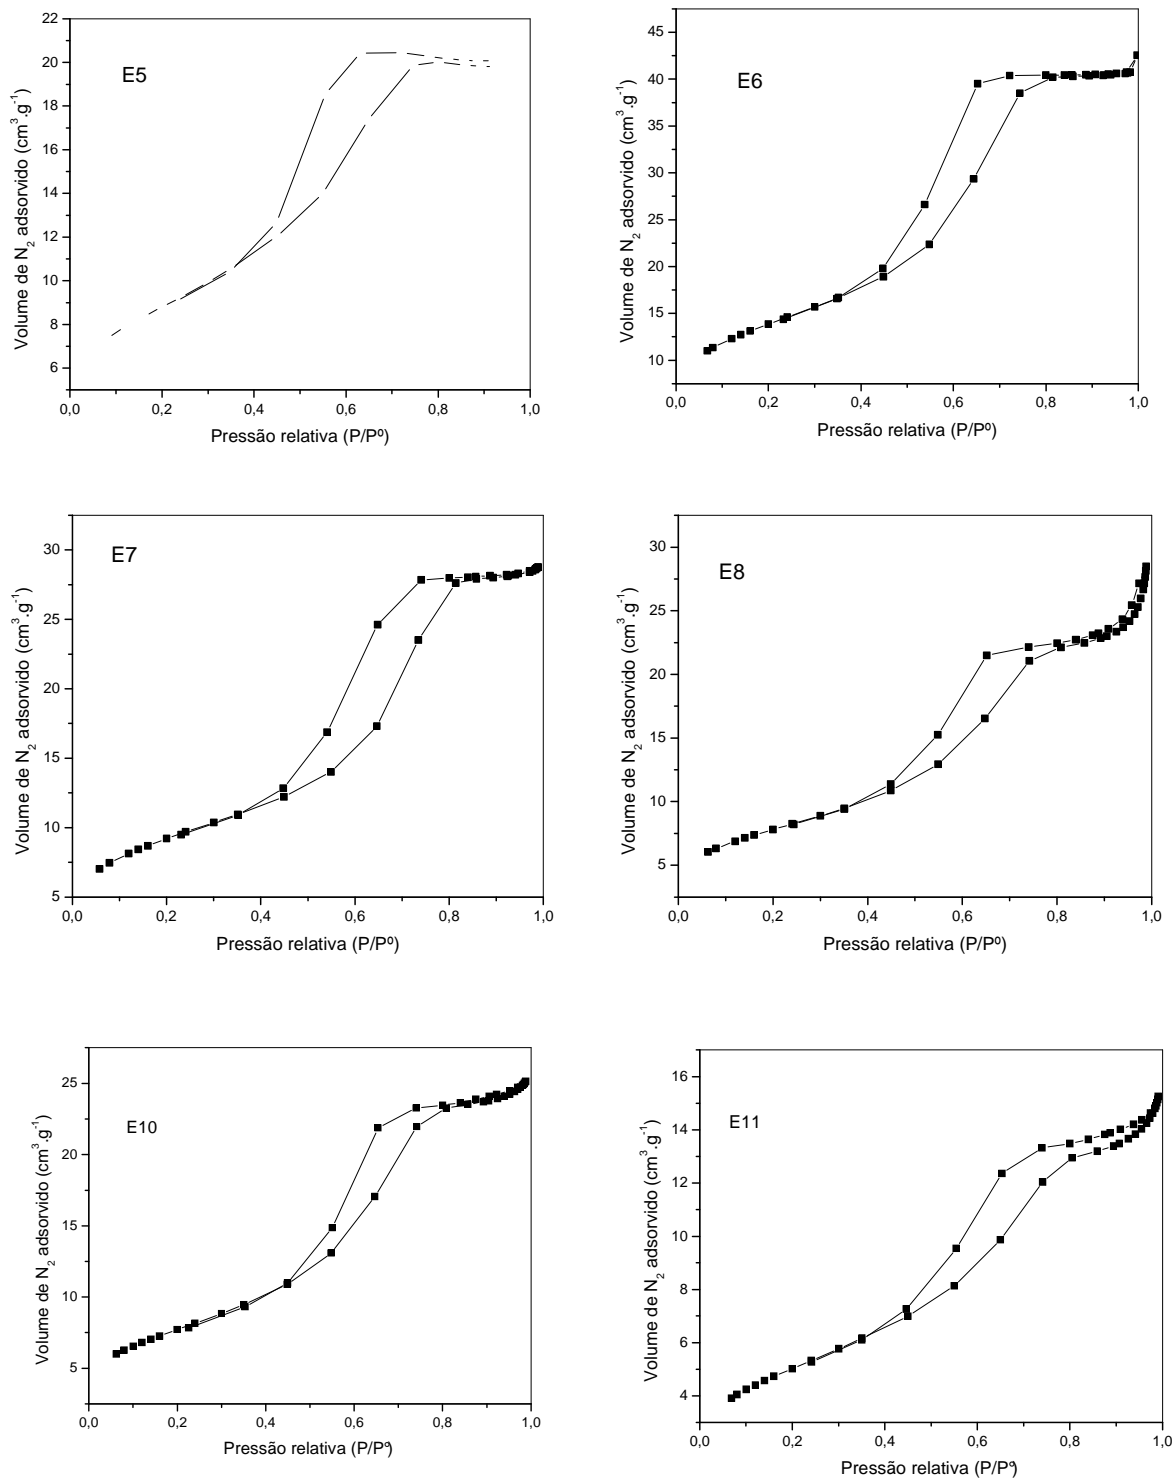 E5
Volume de N₂ adsorvido (cm³.g⁻¹)
22
20
18
16
14
12
10
8
6
0,0 0,2 0,4 0,6 0,8 1,0
Pressão relativa (P/Pº)
E6
Volume de N₂ adsorvido (cm³.g⁻¹)
45
40
35
30
25
20
15
10
0,0 0,2 0,4 0,6 0,8 1,0
Pressão relativa (P/Pº)
E7
Volume de N₂ adsorvido (cm³.g⁻¹)
30
25
20
15
10
5
0,0 0,2 0,4 0,6 0,8 1,0
Pressão relativa (P/Pº)
E8
Volume de N₂ adsorvido (cm³.g⁻¹)
30
25
20
15
10
5
0,0 0,2 0,4 0,6 0,8 1,0
Pressão relativa (P/Pº)
E10
Volume de N₂ adsorvido (cm³.g⁻¹)
25
20
15
10
5
0,0 0,2 0,4 0,6 0,8 1,0
Pressão relativa (P/Pº)
E11
Volume de N₂ adsorvido (cm³.g⁻¹)
16
14
12
10
8
6
4
0,0 0,2 0,4 0,6 0,8 1,0
Pressão relativa (P/Pº)